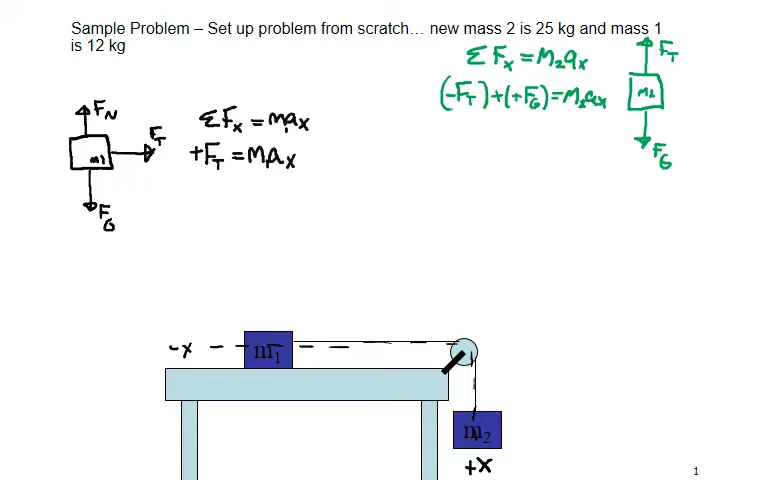 Sample Problem – Set up problem from scratch… new mass 2 is 25 kg and mass 1
is 12 kg
ΣFx = m1ax
+FT = m1ax
FN
FT
m1
FG
ΣFx = M2ax
(-FT)+(+FG)=M2ax
FT
M2
FG
-x
m1
m2
+x
1